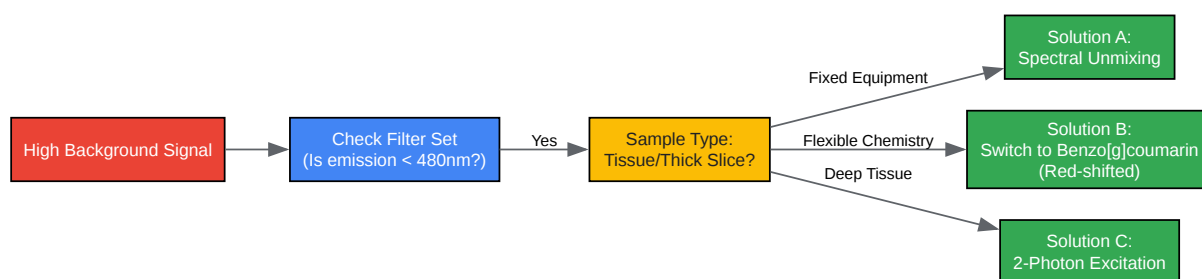 High Background Signal
Check Filter Set
(Is emission < 480nm?)
Yes
Sample Type:
Tissue/Thick Slice?
Fixed Equipment
Solution A:
Spectral Unmixing
Flexible Chemistry
Solution B:
Switch to Benzo[g]coumarin
(Red-shifted)
Deep Tissue
Solution C:
2-Photon Excitation